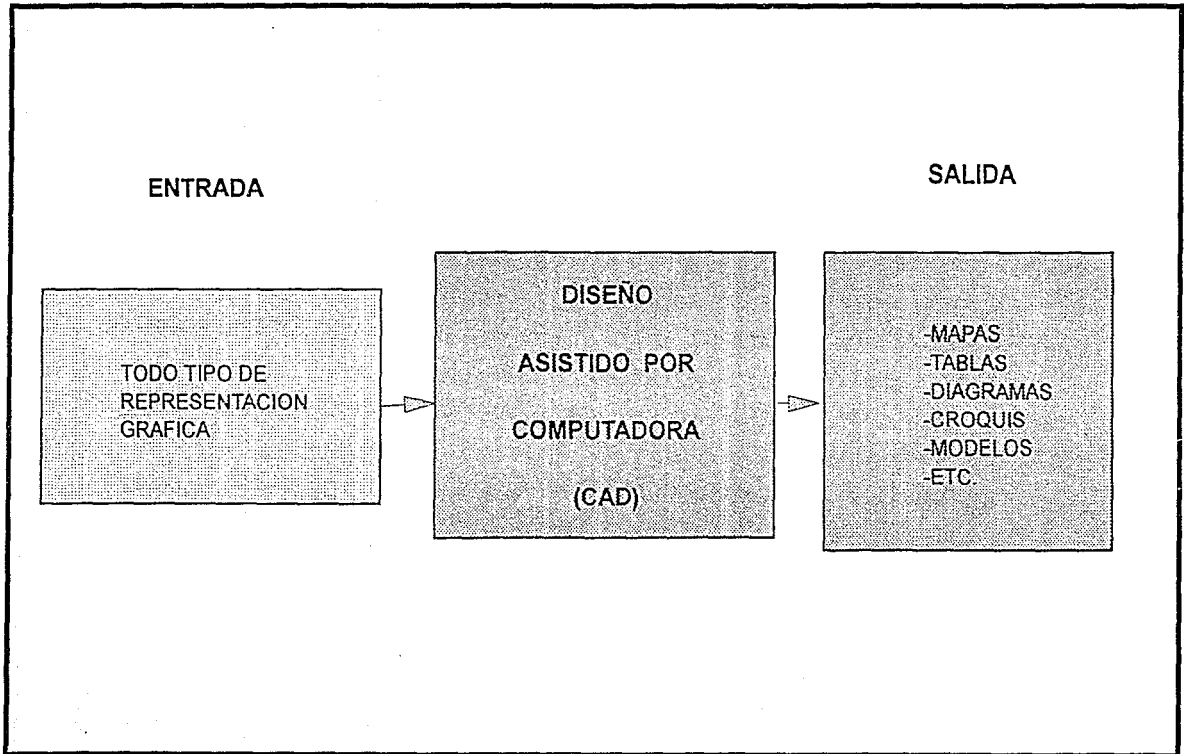 ENTRADA
TODO TIPO DE
REPRESENTACION
GRAFICA
DISEÑO
ASISTIDO POR
COMPUTADORA
(CAD)
SALIDA
-MAPAS
-TABLAS
-DIAGRAMAS
-CROQUIS
-MODELOS
-ETC.